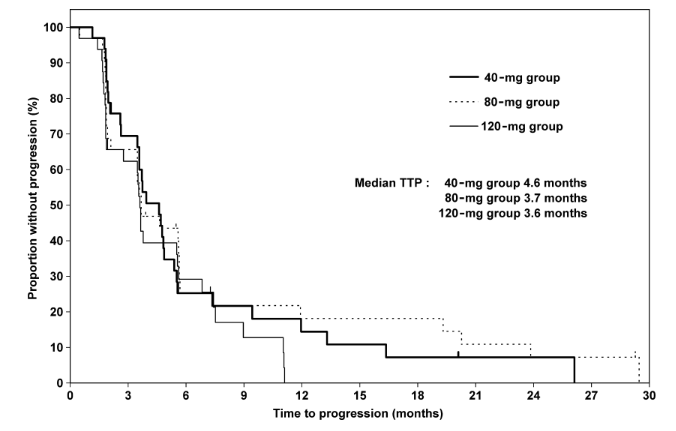 100
90
80
70
60
50
40
30
20
10
0
Proportion without progression (%)
40-mg group
80-mg group
120-mg group
Median TTP : 40-mg group 4.6 months
80-mg group 3.7 months
120-mg group 3.6 months
0 3 6 9 12 15 18 21 24 27 30
Time to progression (months)